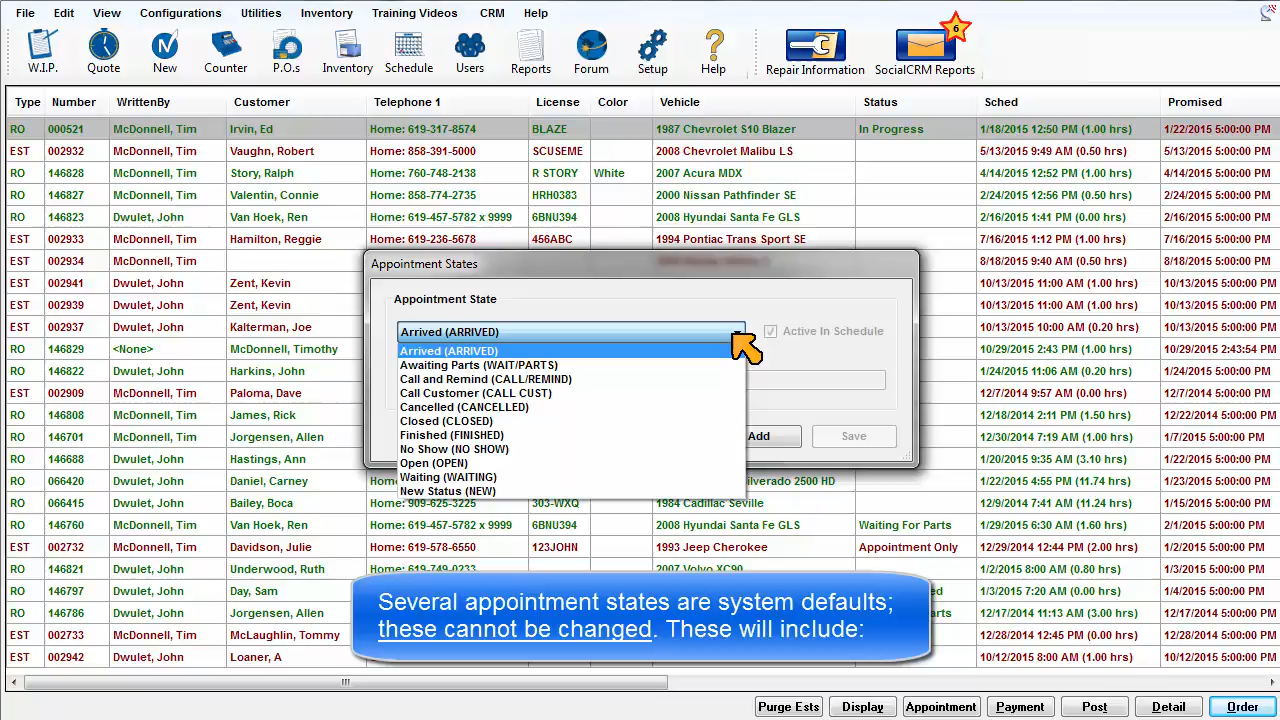 File Edit View Configurations Utilities Inventory Training Videos CRM Help
W.I.P. Quote New Counter P.O.s Inventory Schedule Users Reports Forum Setup Help Repair Information SocialCRM Reports 6
Type Number WrittenBy Customer Telephone 1 License Color Vehicle Status Sched Promised
RO 000521 McDonnell, Tim Irvin, Ed Home: 619-317-8574 BLAZE 1987 Chevrolet S10 Blazer In Progress 1/18/2015 12:50 PM (1.00 hrs) 1/22/2015 5:00:00 PM
EST 002932 McDonnell, Tim Vaughn, Robert Home: 858-391-5000 SCUSEME 2008 Chevrolet Malibu LS 5/13/2015 9:49 AM (0.50 hrs) 5/13/2015 5:00:00 PM
RO 146828 McDonnell, Tim Story, Ralph Home: 760-748-2138 R STORY White 2007 Acura MDX 4/14/2015 12:52 PM (1.00 hrs) 4/14/2015 5:00:00 PM
RO 146827 McDonnell, Tim Valentin, Connie Home: 858-774-2735 HRH0383 2000 Nissan Pathfinder SE 2/24/2015 12:56 PM (0.50 hrs) 2/24/2015 5:00:00 PM
RO 146823 Dwulet, John Van Hoek, Ren Home: 619-457-5782 x 9999 6BNU394 2008 Hyundai Santa Fe GLS 2/16/2015 1:41 PM (0.00 hrs) 2/16/2015 5:00:00 PM
EST 002933 McDonnell, Tim Hamilton, Reggie Home: 619-236-5678 456ABC 1994 Pontiac Trans Sport SE 7/16/2015 1:12 PM (1.00 hrs) 7/16/2015 5:00:00 PM
EST 002934 McDonnell, Tim 8/18/2015 9:40 AM (0.50 hrs) 8/18/2015 5:00:00 PM
EST 002941 Dwulet, John Zent, Kevin 10/13/2015 11:00 AM (1.00 hrs) 10/13/2015 5:00:00 PM
EST 002939 Dwulet, John Zent, Kevin 10/13/2015 11:00 AM (1.00 hrs) 10/13/2015 5:00:00 PM
EST 002937 Dwulet, John Kalterman, Joe 10/13/2015 10:00 AM (0.20 hrs) 10/13/2015 5:00:00 PM
RO 146829 <None> McDonnell, Timothy 10/29/2015 2:43 PM (1.00 hrs) 10/29/2015 2:43:54 PM
RO 146824 Dwulet, John Harkins, John 1/24/2015 11:06 AM (0.20 hrs) 1/24/2015 5:00:00 PM
EST 002909 McDonnell, Tim Paloma, Dave 12/7/2014 9:57 AM (0.00 hrs) 12/7/2014 5:00:00 PM
RO 146808 McDonnell, Tim James, Rick 12/18/2014 2:11 PM (1.50 hrs) 12/22/2014 5:00:00 PM
RO 146701 McDonnell, Tim Jorgensen, Allen 12/30/2014 7:19 AM (1.00 hrs) 12/30/2014 5:00:00 PM
RO 146688 McDonnell, Tim Hastings, Ann 1/20/2015 9:35 AM (3.10 hrs) 1/20/2015 5:00:00 PM
RO 066420 McDonnell, Tim Daniel, Carney ilverado 2500 HD 1/22/2015 4:55 PM (11.74 hrs) 1/22/2015 5:00:00 PM
RO 066415 McDonnell, Tim Bailey, Boca Home: 909-625-3225 303-WXQ 1984 Cadillac Seville 12/9/2014 7:41 AM (11.24 hrs) 12/9/2014 5:00:00 PM
RO 146760 McDonnell, Tim Van Hoek, Ren Home: 619-457-5782 x 9999 6BNU394 2008 Hyundai Santa Fe GLS Waiting For Parts 1/29/2015 6:30 AM (1.60 hrs) 2/1/2015 5:00:00 PM
EST 002732 McDonnell, Tim Davidson, Julie Home: 619-578-6550 123JOHN 1993 Jeep Cherokee Appointment Only 12/29/2014 12:44 PM (2.00 hrs) 1/2/2015 5:00:00 PM
RO 146821 Dwulet, John Underwood, Ruth Home: 619-749-0233 2007 Volvo XC90 1/2/2015 8:00 AM (0.80 hrs) 1/2/2015 5:00:00 PM
RO 146797 Dwulet, John Day, Sam 1/3/2015 7:20 AM (0.00 hrs) 1/3/2015 5:00:00 PM
RO 146786 Dwulet, John Jorgensen, Allen 12/17/2014 11:13 AM (3.00 hrs) 12/17/2014 5:00:00 PM
EST 002733 McDonnell, Tim McLaughlin, Tommy 12/28/2014 12:45 PM (0.00 hrs) 12/28/2014 5:00:00 PM
EST 002942 Dwulet, John Loaner, A 10/12/2015 8:00 AM (1.00 hrs) 10/12/2015 5:00:00 PM
Appointment States
Appointment State
Arrived (ARRIVED) Active In Schedule
Arrived (ARRIVED)
Awaiting Parts (WAIT/PARTS)
Call and Remind (CALL/REMIND)
Call Customer (CALL CUST)
Cancelled (CANCELLED)
Closed (CLOSED)
Finished (FINISHED)
No Show (NO SHOW)
Open (OPEN)
Waiting (WAITING)
New Status (NEW)
Add Save
Several appointment states are system defaults;
these cannot be changed. These will include:
Purge Ests Display Appointment Payment Post Detail Order